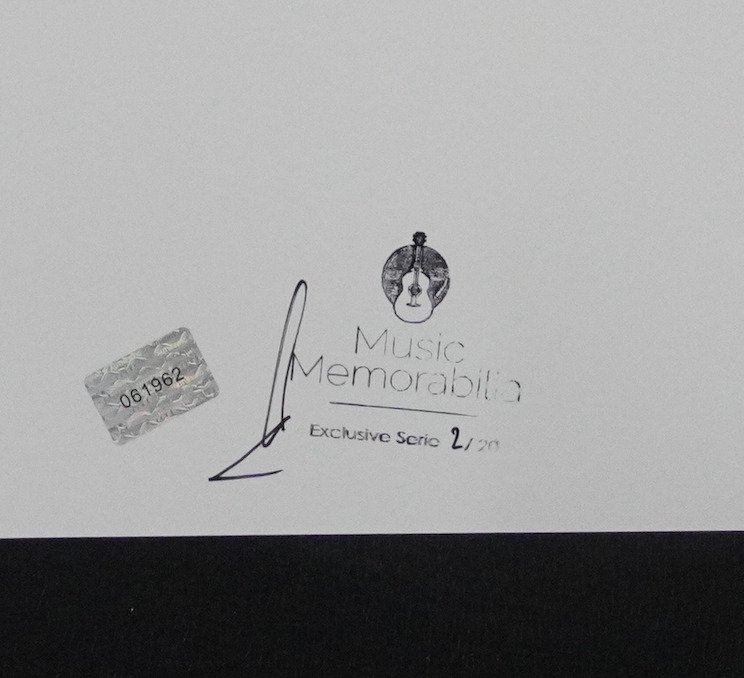 061962
Music
Memorabilia
Exclusive Serie 2/20